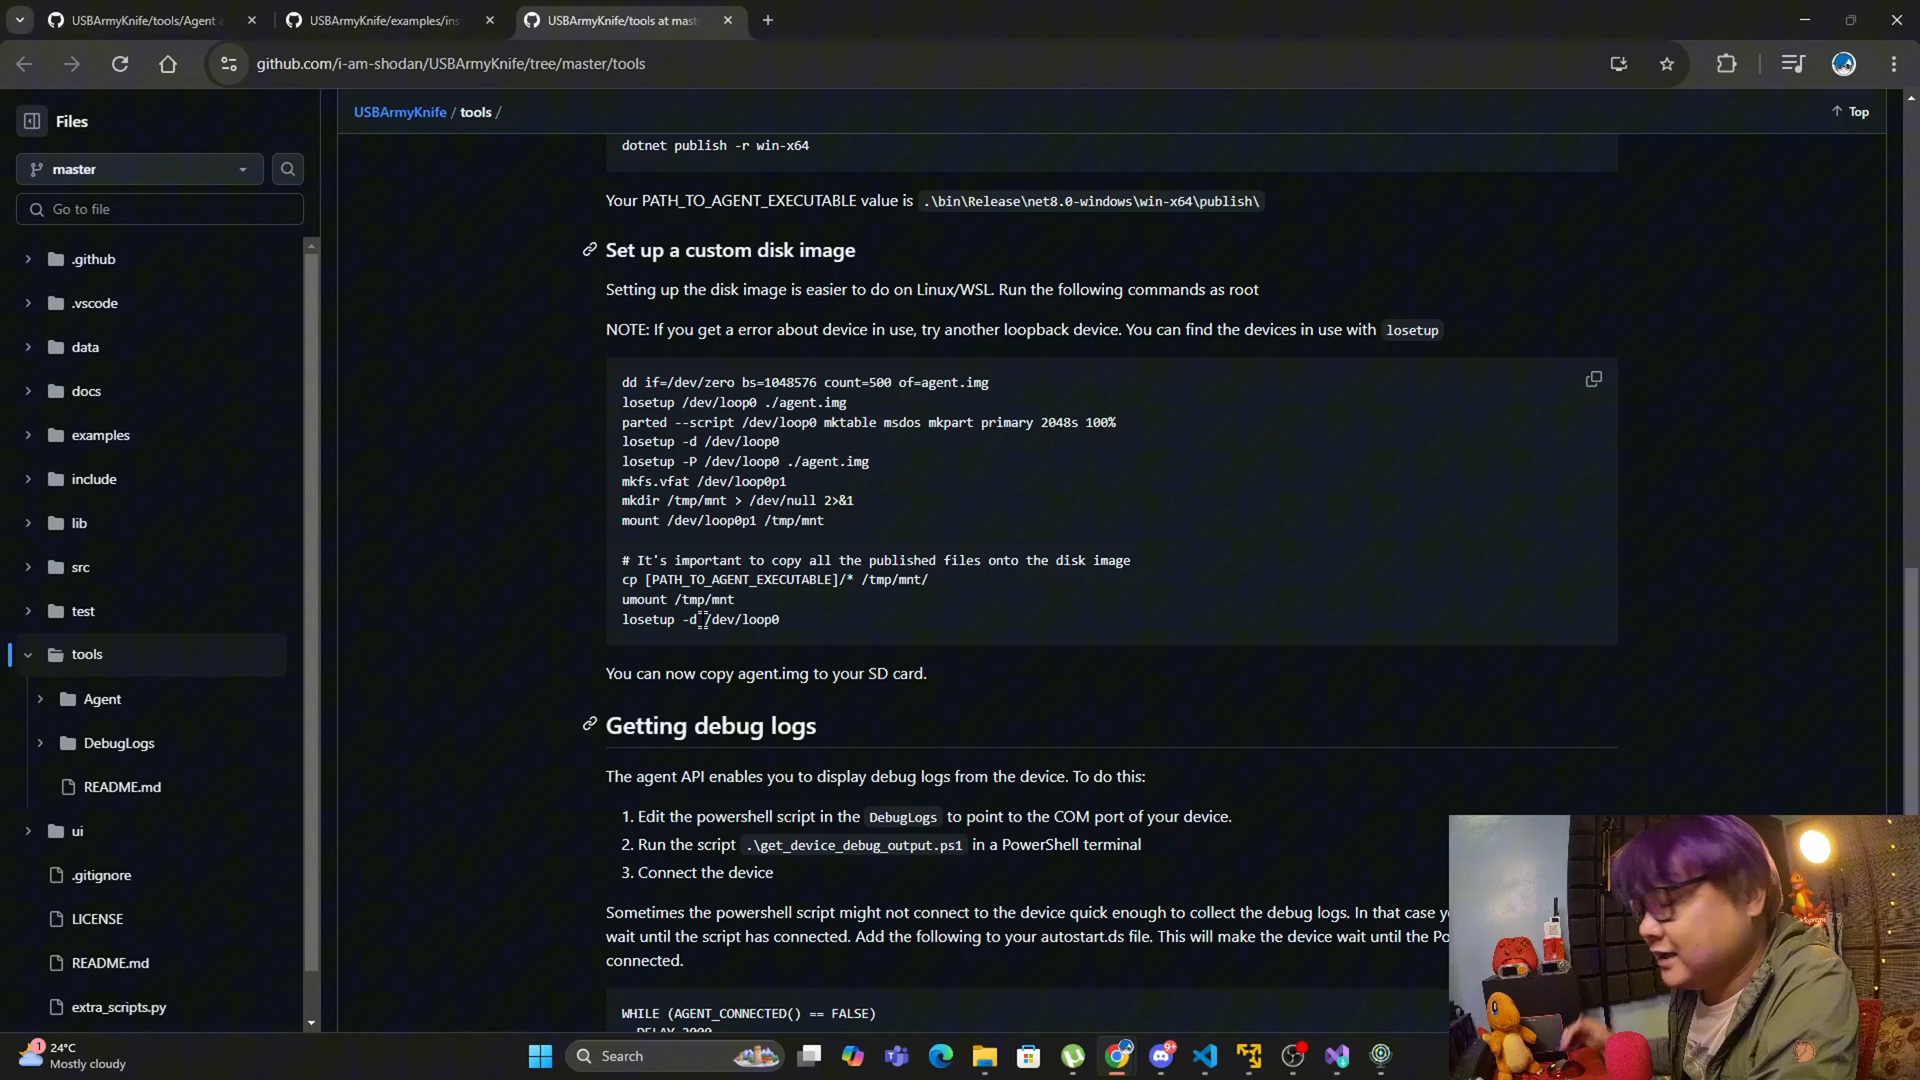 USBArmyKnife/tools/Agent
USBArmyKnife/examples/ins
USBArmyKnife/tools at mast
github.com/i-am-shodan/USBArmyKnife/tree/master/tools
Files
master
Go to file
.github
.vscode
data
docs
examples
include
lib
src
test
tools
Agent
DebugLogs
README.md
ui
.gitignore
LICENSE
README.md
extra_scripts.py
USBArmyKnife / tools /
Top
dotnet publish -r win-x64
Your PATH_TO_AGENT_EXECUTABLE value is .\bin\Release\net8.0-windows\win-x64\publish\
Set up a custom disk image
Setting up the disk image is easier to do on Linux/WSL. Run the following commands as root
NOTE: If you get a error about device in use, try another loopback device. You can find the devices in use with losetup
dd if=/dev/zero bs=1048576 count=500 of=agent.img
losetup /dev/loop0 ./agent.img
parted --script /dev/loop0 mktable msdos mkpart primary 2048s 100%
losetup -d /dev/loop0
losetup -P /dev/loop0 ./agent.img
mkfs.vfat /dev/loop0p1
mkdir /tmp/mnt > /dev/null 2>&1
mount /dev/loop0p1 /tmp/mnt
# It's important to copy all the published files onto the disk image
cp [PATH_TO_AGENT_EXECUTABLE]/* /tmp/mnt/
umount /tmp/mnt
losetup -d /dev/loop0
You can now copy agent.img to your SD card.
Getting debug logs
The agent API enables you to display debug logs from the device. To do this:
1. Edit the powershell script in the DebugLogs to point to the COM port of your device.
2. Run the script .\get_device_debug_output.ps1 in a PowerShell terminal
3. Connect the device
Sometimes the powershell script might not connect to the device quick enough to collect the debug logs. In that case
wait until the script has connected. Add the following to your autostart.ds file. This will make the device wait until the
connected.
WHILE (AGENT_CONNECTED() == FALSE)
DELAY 2000
24°C
Mostly cloudy
1
Search
9+